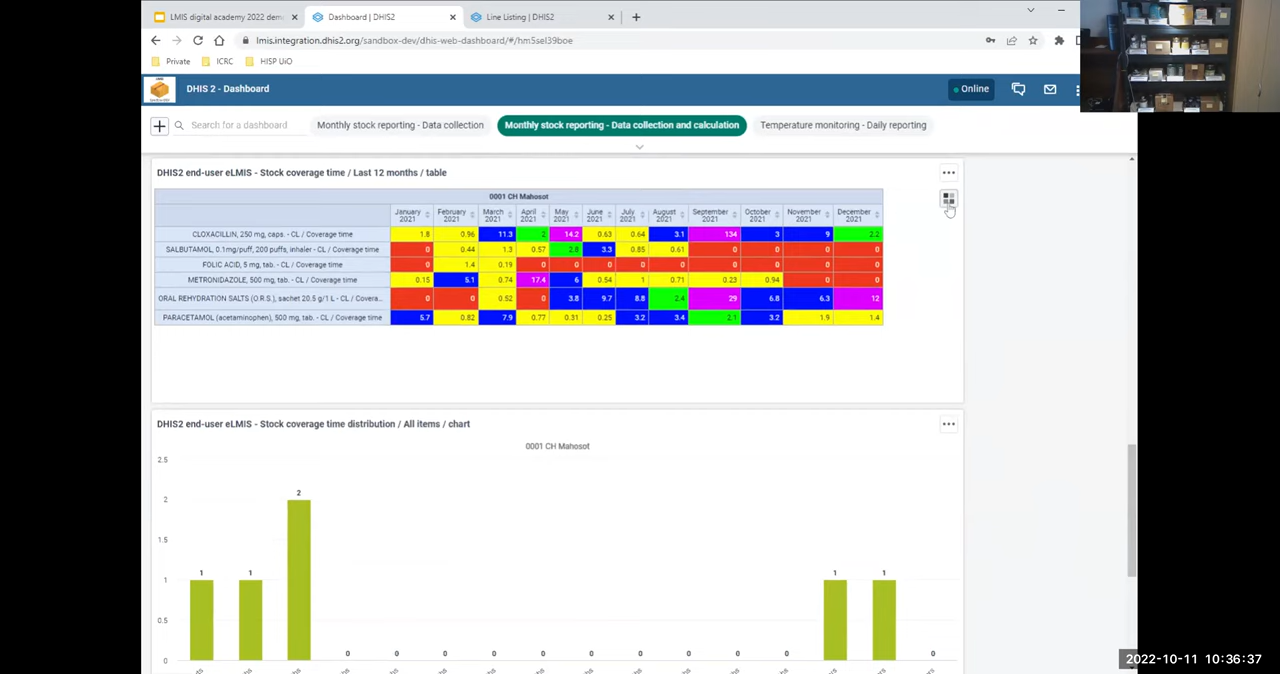 LMIS digital academy 2022 dem
Dashboard | DHIS2
Line Listing | DHIS2
lmis.integration.dhis2.org/sandbox-dev/dhis-web-dashboard/#/hm5sel39boe
Private
ICRC
HISP UiO
DHIS 2 - Dashboard
Online
Search for a dashboard
Monthly stock reporting - Data collection
Monthly stock reporting - Data collection and calculation
Temperature monitoring - Daily reporting
DHIS2 end-user eLMIS - Stock coverage time / Last 12 months / table
0001 CH Mahosot
January 2021 February 2021 March 2021 April 2021 May 2021 June 2021 July 2021 August 2021 September 2021 October 2021 November 2021 December 2021
CLOXACILLIN, 250 mg, caps. - CL / Coverage time 1.8 0.96 11.3 2 14.2 0.63 0.64 3.1 134 3 9 2.2
SALBUTAMOL, 0.1mg/puff, 200 puffs, inhaler - CL / Coverage time 0 0.44 1.3 0.57 2.8 3.3 0.85 0.61 0 0 0 0
FOLIC ACID, 5 mg, tab. - CL / Coverage time 0 1.4 0.19 0 0 0 0 0 0 0 0 0
METRONIDAZOLE, 500 mg, tab. - CL / Coverage time 0.15 5.1 0.74 17.4 6 0.54 1 0.71 0.23 0.94 0 0
ORAL REHYDRATION SALTS (O.R.S.), sachet 20.5 g/1 L - CL / Covera... 0 0 0.52 0 3.8 9.7 8.8 2.4 29 6.8 6.3 12
PARACETAMOL (acetaminophen), 500 mg, tab. - CL / Coverage time 5.7 0.82 7.9 0.77 0.31 0.25 3.2 3.4 2.1 3.2 1.9 1.4
DHIS2 end-user eLMIS - Stock coverage time distribution / All items / chart
0001 CH Mahosot
2.5
2
1.5
1
0.5
0
1 1 2 0 0 0 0 0 0 0 0 0 0 1 1 0
2022-10-11 10:36:37